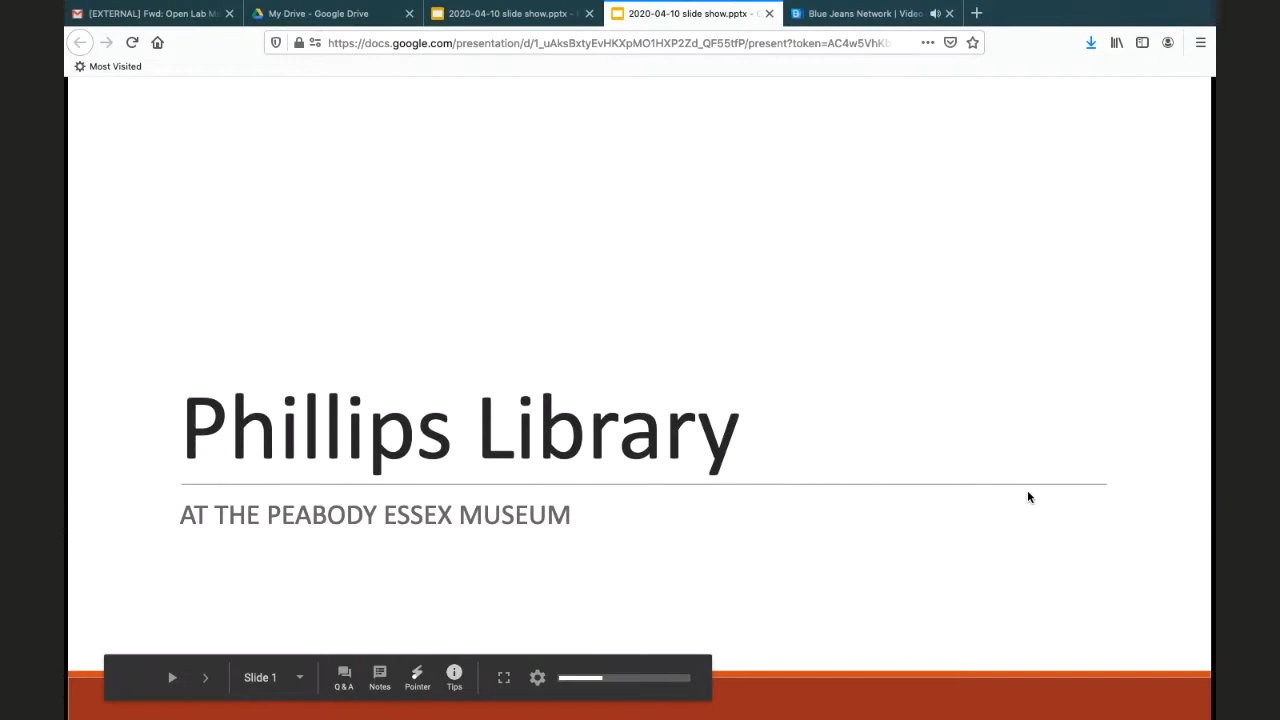 [EXTERNAL] Fwd: Open Lab M
My Drive - Google Drive
2020-04-10 slide show.pptx -
2020-04-10 slide show.pptx -
Blue Jeans Network | Video
https://docs.google.com/presentation/d/1_uAksBxtyEvHKXpMO1HXP2Zd_QF55tfP/present?token=AC4w5VhKb
Most Visited
Phillips Library
AT THE PEABODY ESSEX MUSEUM
Slide 1
Q & A
Notes
Pointer
Tips